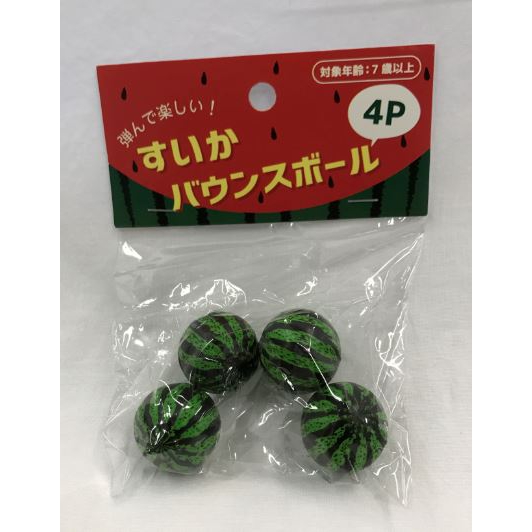 対象年齢:7歳以上
4P
弾んで楽しい!
すいか
バウンスボール